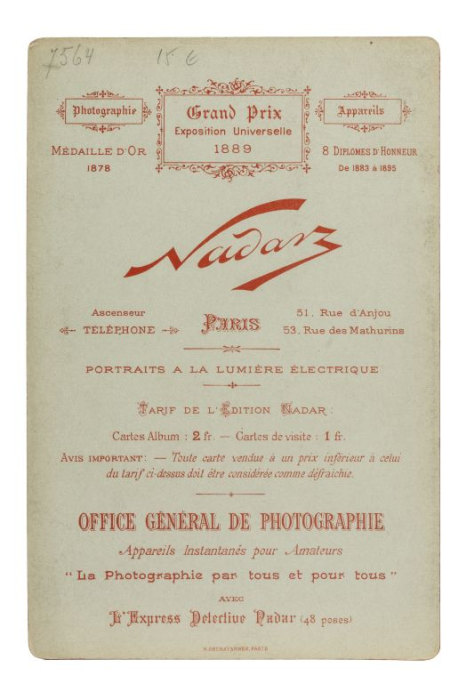 7564 15 €
Photographie
MÉDAILLE D'OR
1878
Grand Prix
Exposition Universelle
1889
Appareils
8 DIPLOMES D'HONNEUR
De 1883 à 1895
Nadar
Ascenseur
TÉLÉPHONE
PARIS
51, Rue d'Anjou
53, Rue des Mathurins
PORTRAITS A LA LUMIÈRE ÉLECTRIQUE
TARIF DE L'ÉDITION NADAR :
Cartes Album : 2 fr. — Cartes de visite : 1 fr.
AVIS IMPORTANT : — Toute carte vendue à un prix inférieur à celui
du tarif ci-dessus doit être considérée comme défraîchie.
OFFICE GÉNÉRAL DE PHOTOGRAPHIE
Appareils Instantanés pour Amateurs
“ La Photographie par tous et pour tous ”
AVEC
L'Express Détective Nadar (48 poses)